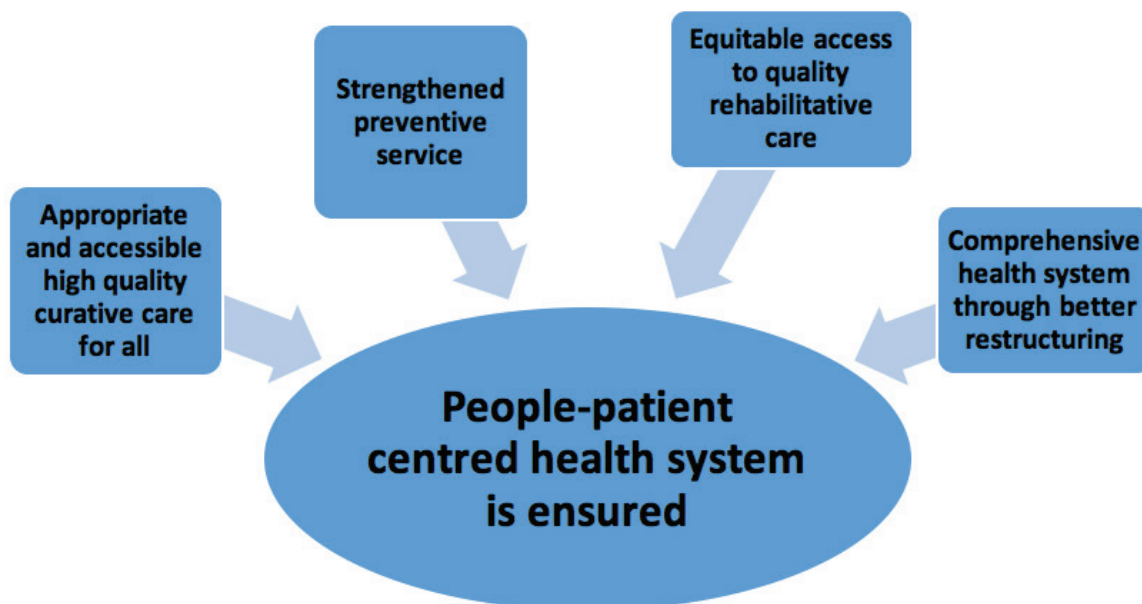 Appropriate
and accessible
high quality
curative care
for all
Strengthened
preventive
service
Equitable access
to quality
rehabilitative
care
Comprehensive
health system
through better
restructuring
People-patient
centred health system
is ensured